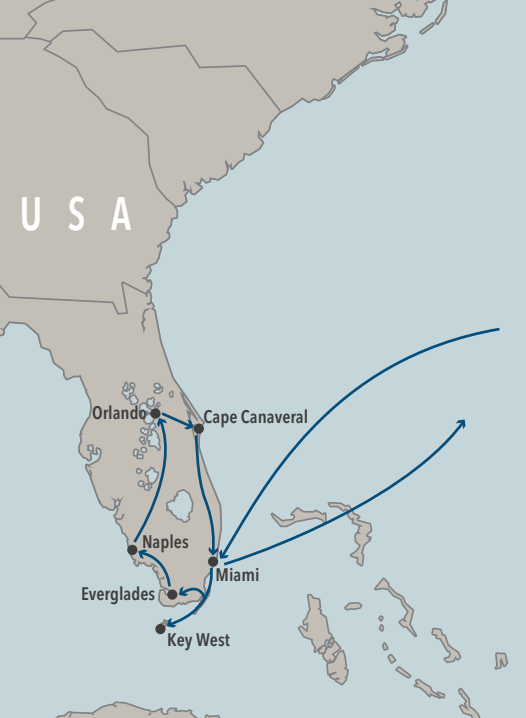 U S A
Orlando
Cape Canaveral
Naples
Miami
Everglades
Key West